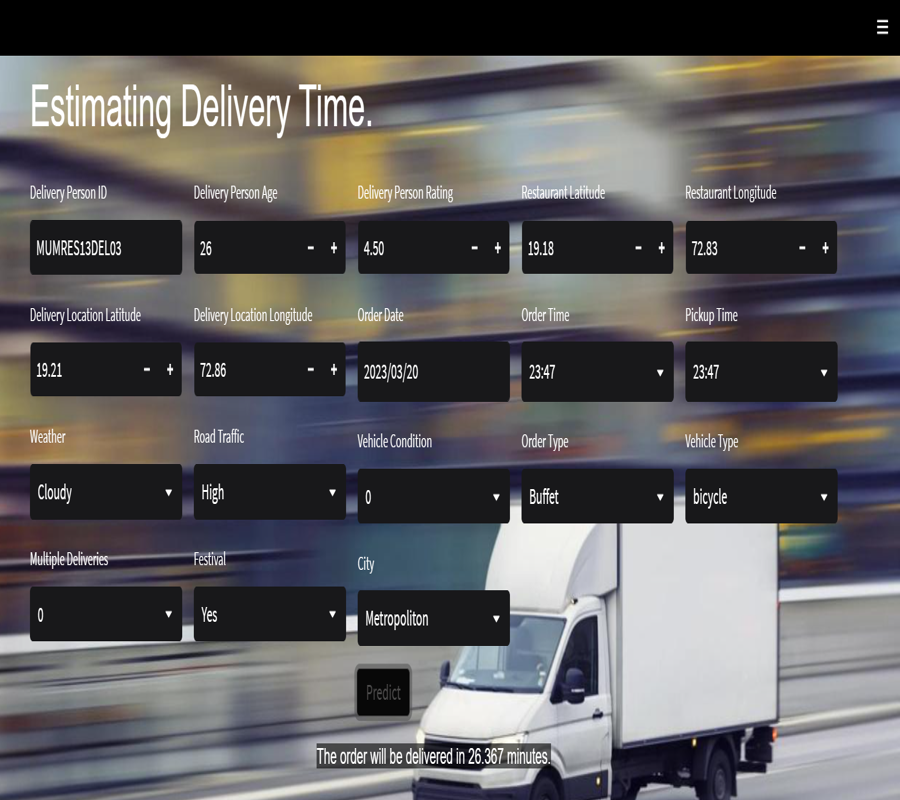 Estimating Delivery Time.
Delivery Person ID Delivery Person Age Delivery Person Rating Restaurant Latitude Restaurant Longitude
MUMRES13DEL03 26 - + 4.50 - + 19.18 - + 72.83 - +
Delivery Location Latitude Delivery Location Longitude Order Date Order Time Pickup Time
19.21 - + 72.86 - + 2023/03/20 23:47 23:47
Weather Road Traffic Vehicle Condition Order Type Vehicle Type
Cloudy High 0 Buffet bicycle
Multiple Deliveries Festival City
0 Yes Metropoliton
Predict
The order will be delivered in 26.367 minutes.